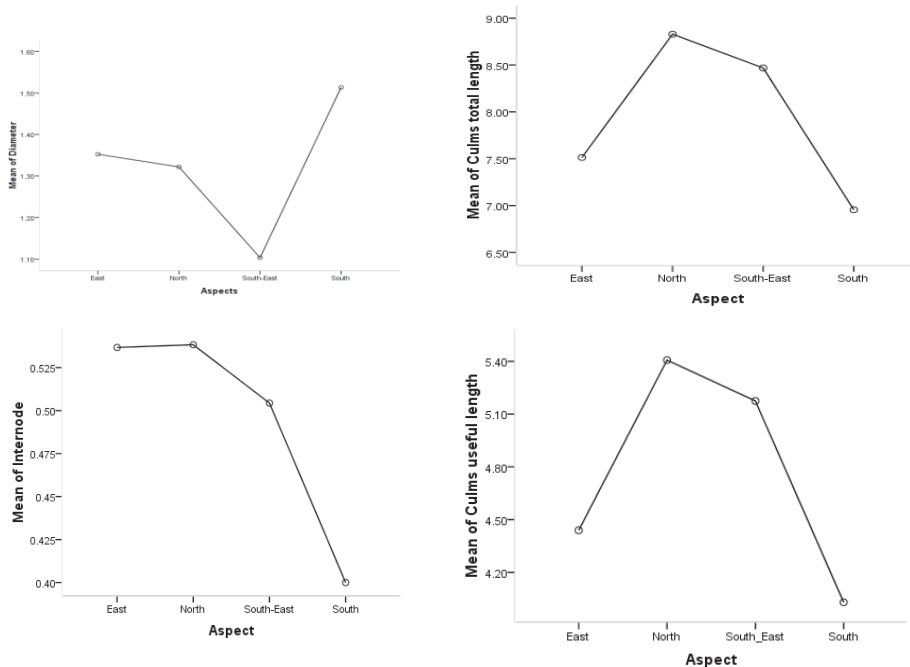 Mean of Diameter
1.60
1.50
1.40
1.30
1.20
1.10
East North South-East South
Aspects
Mean of Culms total length
9.00
8.50
8.00
7.50
7.00
6.50
East North South-East South
Aspect
Mean of Internode
0.525
0.50
0.475
0.45
0.425
0.40
East North South-East South
Aspect
Mean of Culms useful length
5.40
5.10
4.80
4.50
4.20
East North South_East South
Aspect